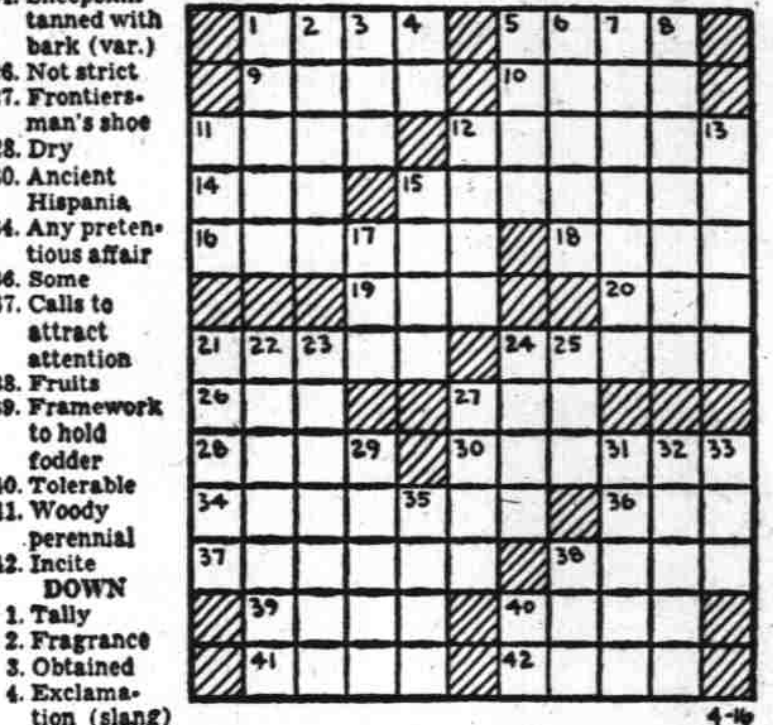 tanned with
bark (var.)
6. Not strict
7. Frontiers-
man's shoe
8. Dry
0. Ancient
Hispania
4. Any preten-
tious affair
6. Some
7. Calls to
attract
attention
8. Fruits
9. Framework
to hold
fodder
0. Tolerable
1. Woody
perennial
2. Incite
DOWN
1. Tally
2. Fragrance
3. Obtained
4. Exclama-
tion (slang)
1 2 3 4 5 6 7 8
9 10
11 12 13
14 15
16 17 18
19 20
21 22 23 24 25
26 27
28 29 30 31 32 33
34 35 36
37 38
39 40
41 42
4-16